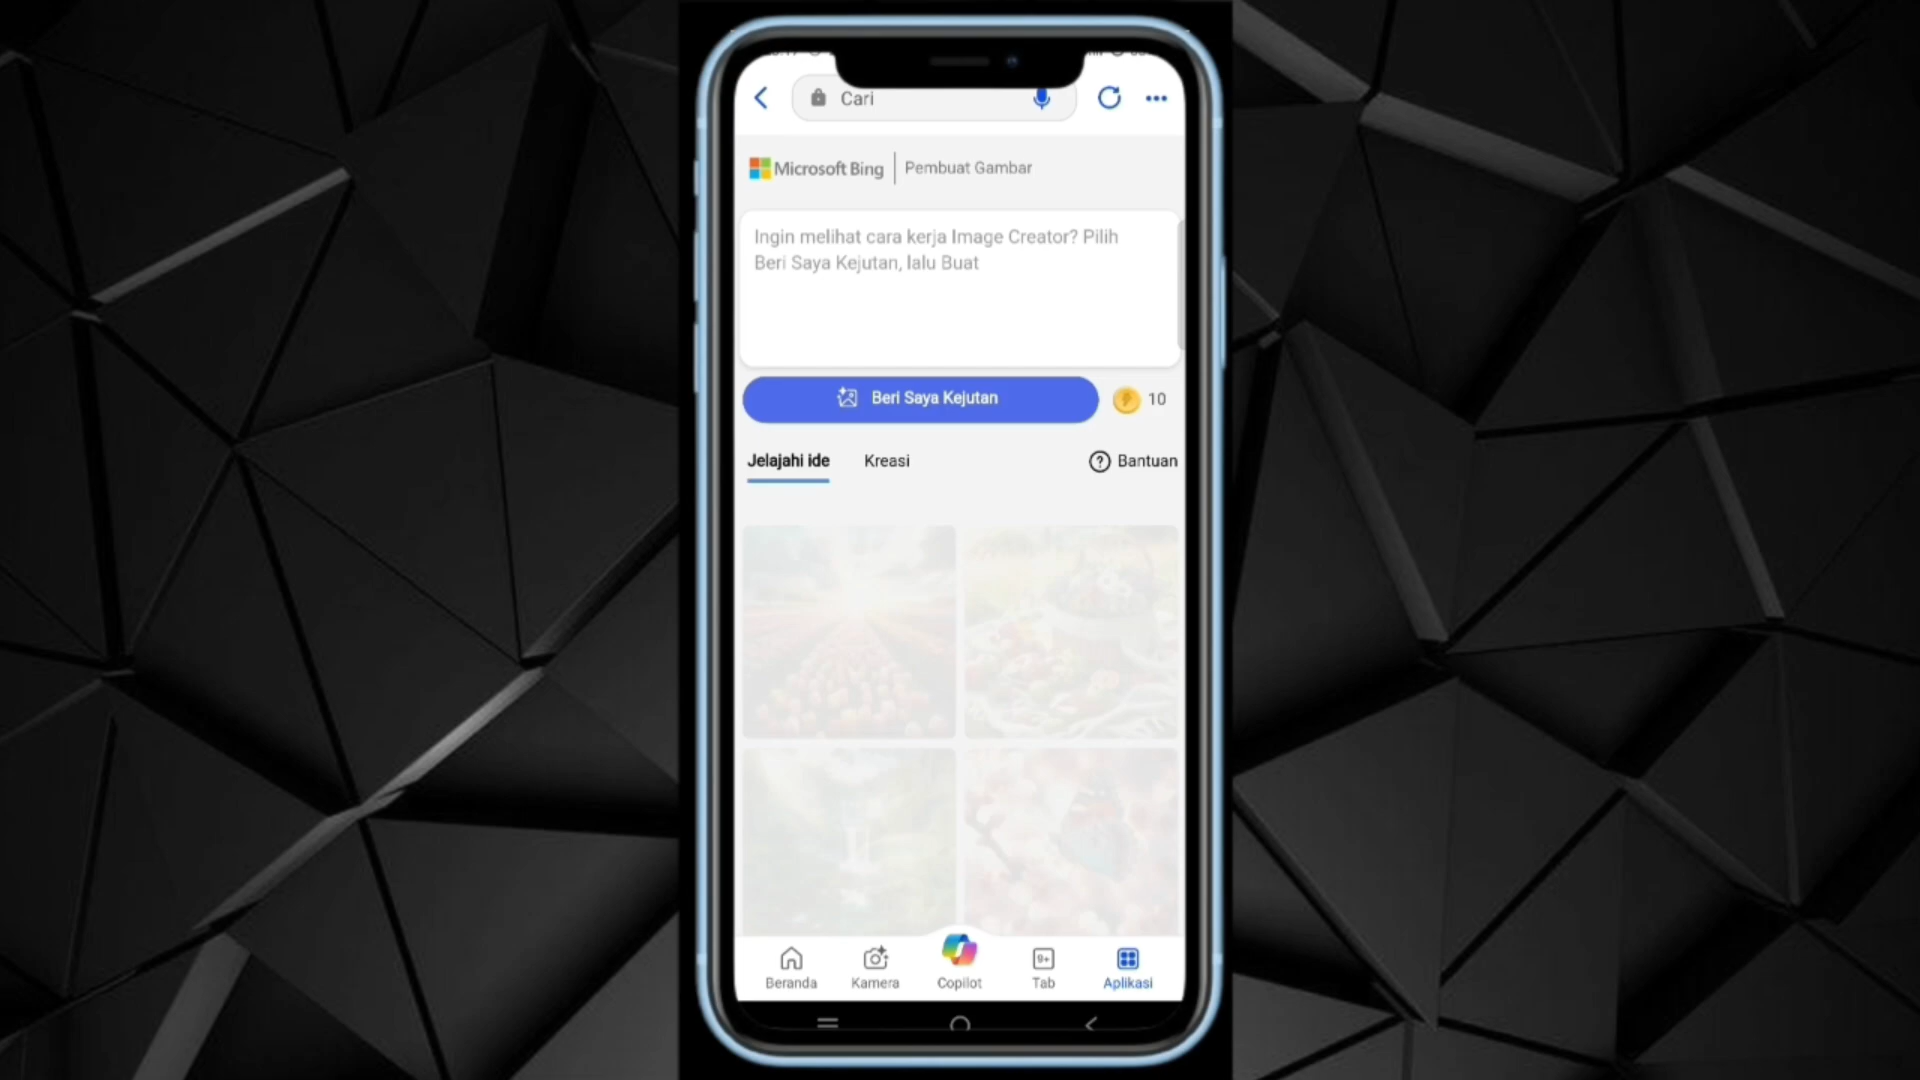 Cari
Microsoft Bing
Pembuat Gambar
Ingin melihat cara kerja Image Creator? Pilih
Beri Saya Kejutan, lalu Buat
Beri Saya Kejutan
10
Jelajahi ide
Kreasi
Bantuan
9+
Beranda
Kamera
Copilot
Tab
Aplikasi